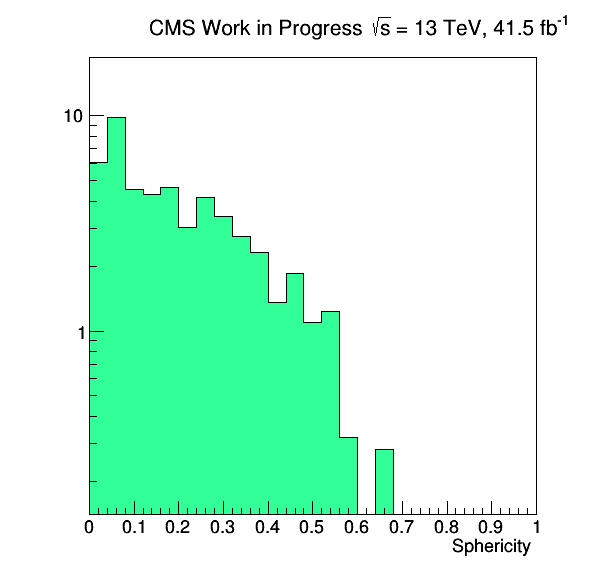 CMS Work in Progress √s = 13 TeV, 41.5 fb⁻¹
10
1
0 0.1 0.2 0.3 0.4 0.5 0.6 0.7 0.8 0.9 1
Sphericity